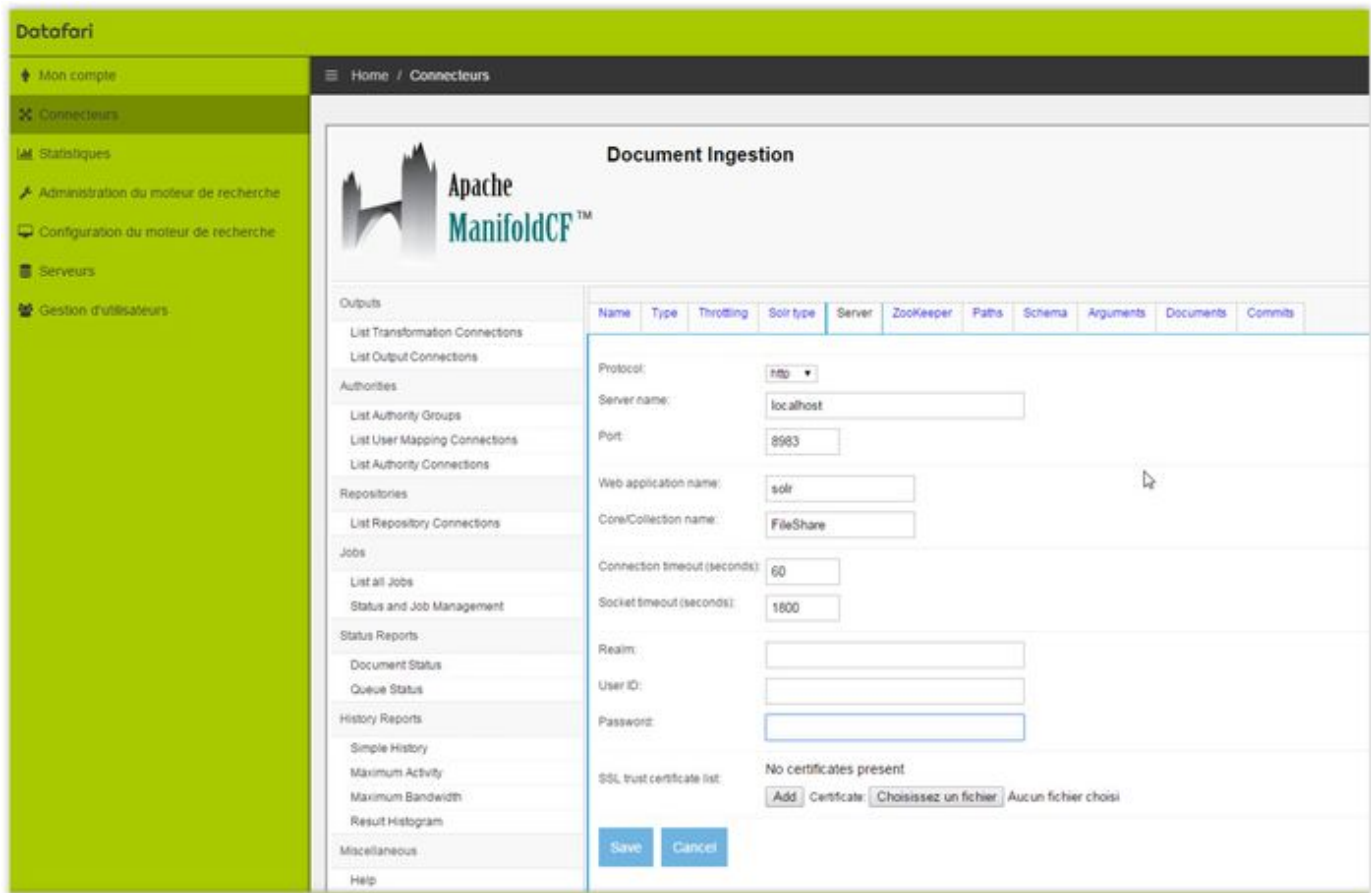 Datafari
Mon compte
Connecteurs
Statistiques
Administration du moteur de recherche
Configuration du moteur de recherche
Serveurs
Gestion d'utilisateurs
Home / Connecteurs
Apache
ManifoldCF™
Document Ingestion
Outputs
List Transformation Connections
List Output Connections
Authorities
List Authority Groups
List User Mapping Connections
List Authority Connections
Repositories
List Repository Connections
Jobs
List all Jobs
Status and Job Management
Status Reports
Document Status
Queue Status
History Reports
Simple History
Maximum Activity
Maximum Bandwidth
Result Histogram
Miscellaneous
Help
Name Type Throttling Solr type Server ZooKeeper Paths Schema Arguments Documents Commits
Protocol: http
Server name: localhost
Port: 8983
Web application name: solr
Core/Collection name: FileShare
Connection timeout (seconds): 60
Socket timeout (seconds): 1800
Realm:
User ID:
Password:
SSL trust certificate list: No certificates present
Add Certificate: Choisissez un fichier Aucun fichier choisi
Save Cancel